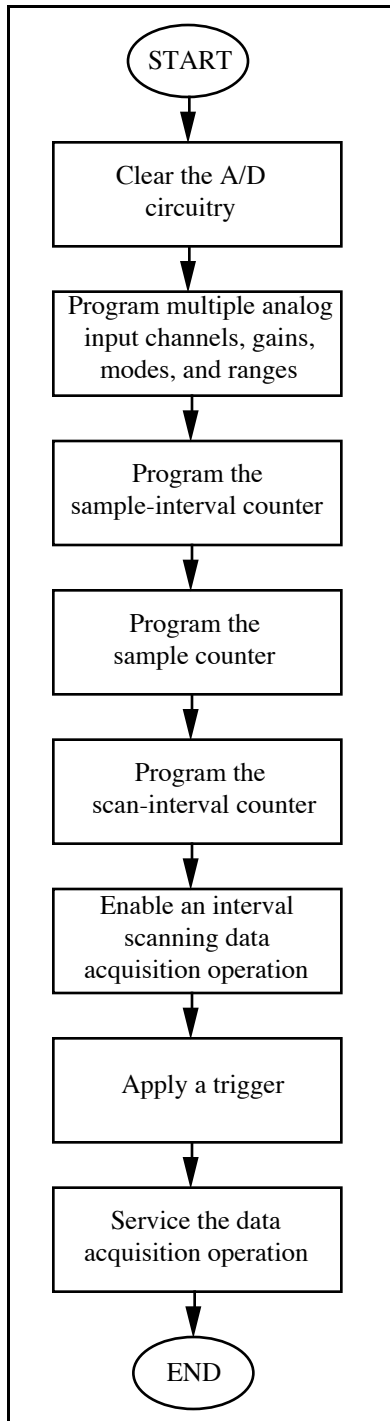 START
Clear the A/D
circuitry
Program multiple analog
input channels, gains,
modes, and ranges
Program the
sample-interval counter
Program the
sample counter
Program the
scan-interval counter
Enable an interval
scanning data
acquisition operation
Apply a trigger
Service the data
acquisition operation
END